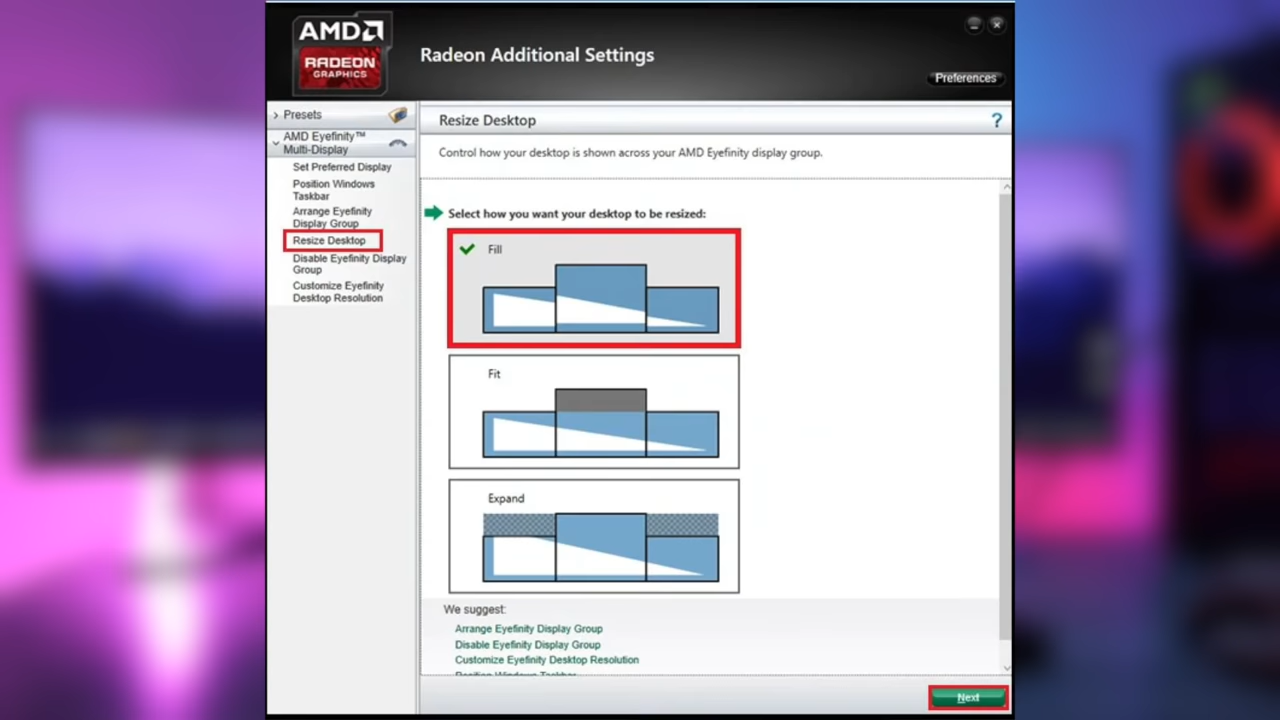 AMD
RADEON
GRAPHICS
Radeon Additional Settings
Preferences
Presets
AMD Eyefinity™
Multi-Display
Set Preferred Display
Position Windows
Taskbar
Arrange Eyefinity
Display Group
Resize Desktop
Disable Eyefinity Display
Group
Customize Eyefinity
Desktop Resolution
Resize Desktop
?
Control how your desktop is shown across your AMD Eyefinity display group.
Select how you want your desktop to be resized:
Fill
Fit
Expand
We suggest:
Arrange Eyefinity Display Group
Disable Eyefinity Display Group
Customize Eyefinity Desktop Resolution
Position Windows Taskbar
Next